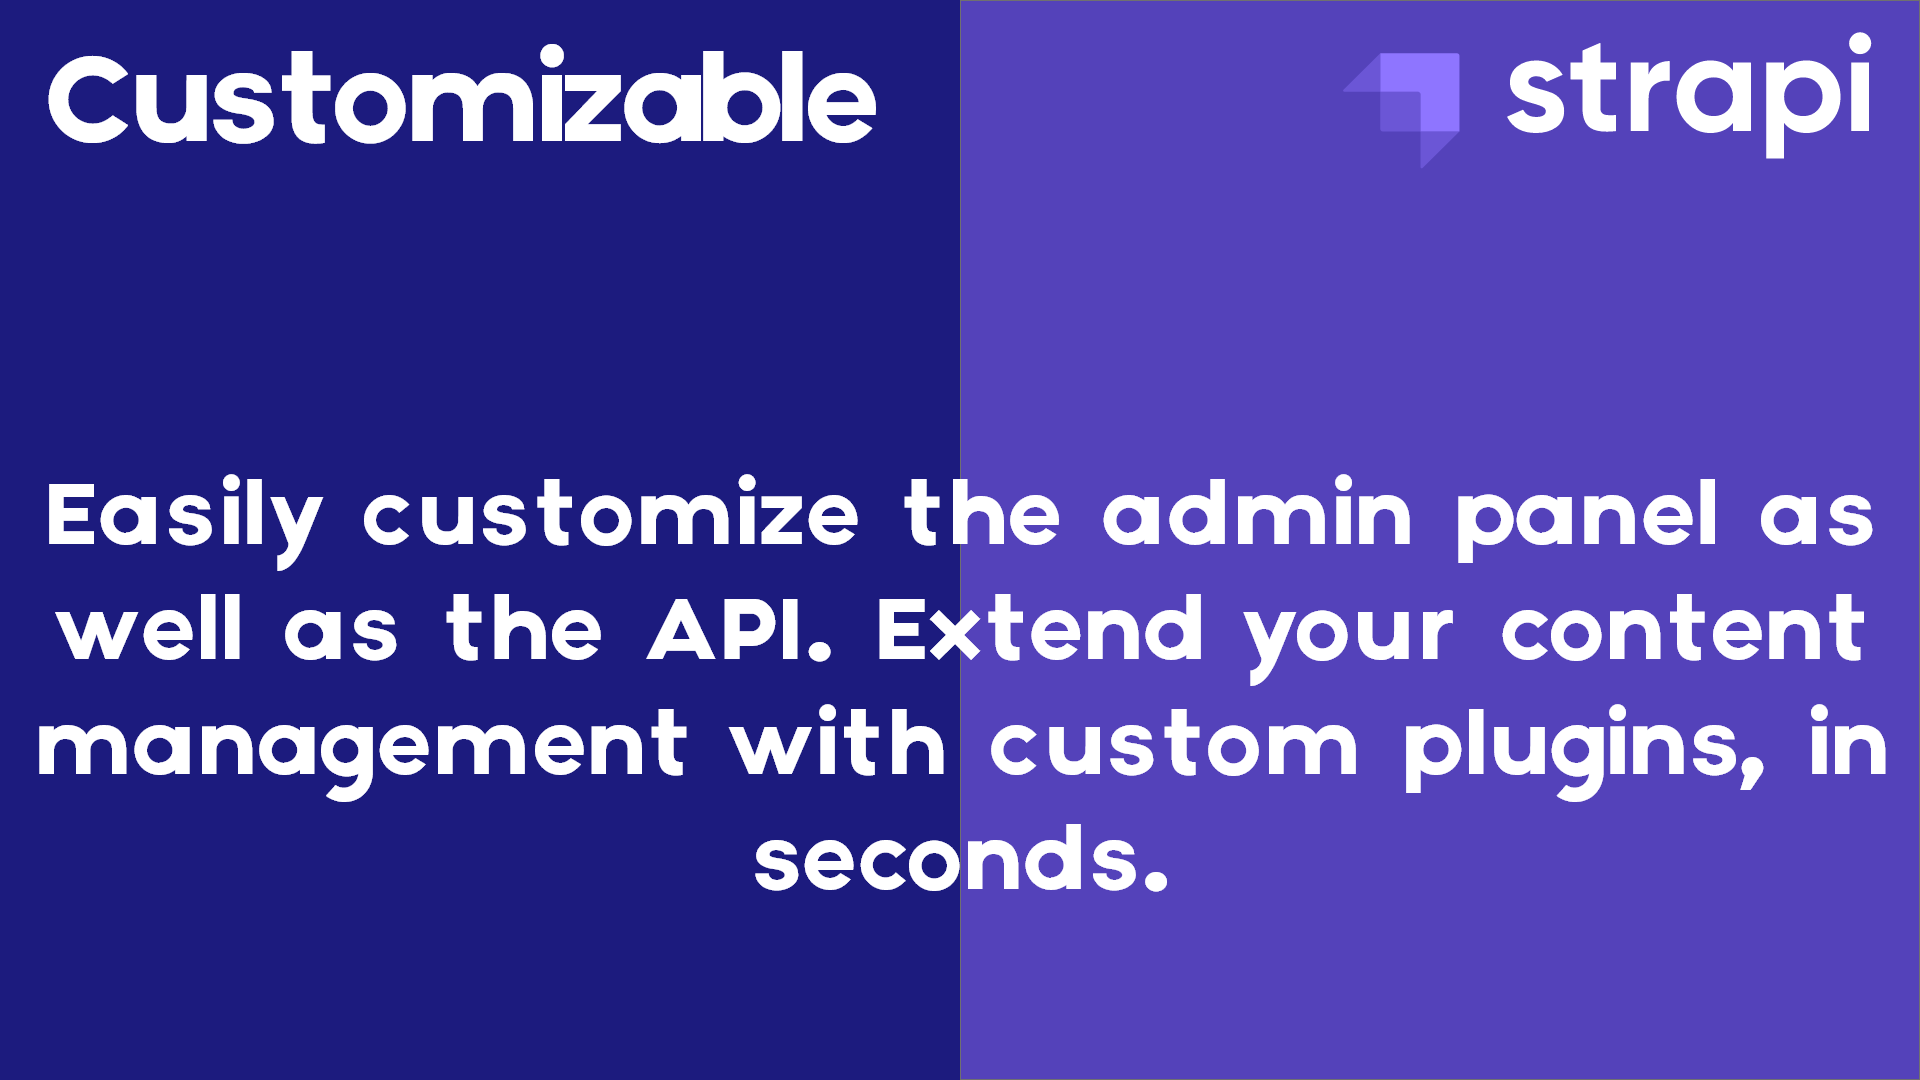 Customizable
strapi
Easily customize the admin panel as
well as the API. Extend your content
management with custom plugins, in
seconds.